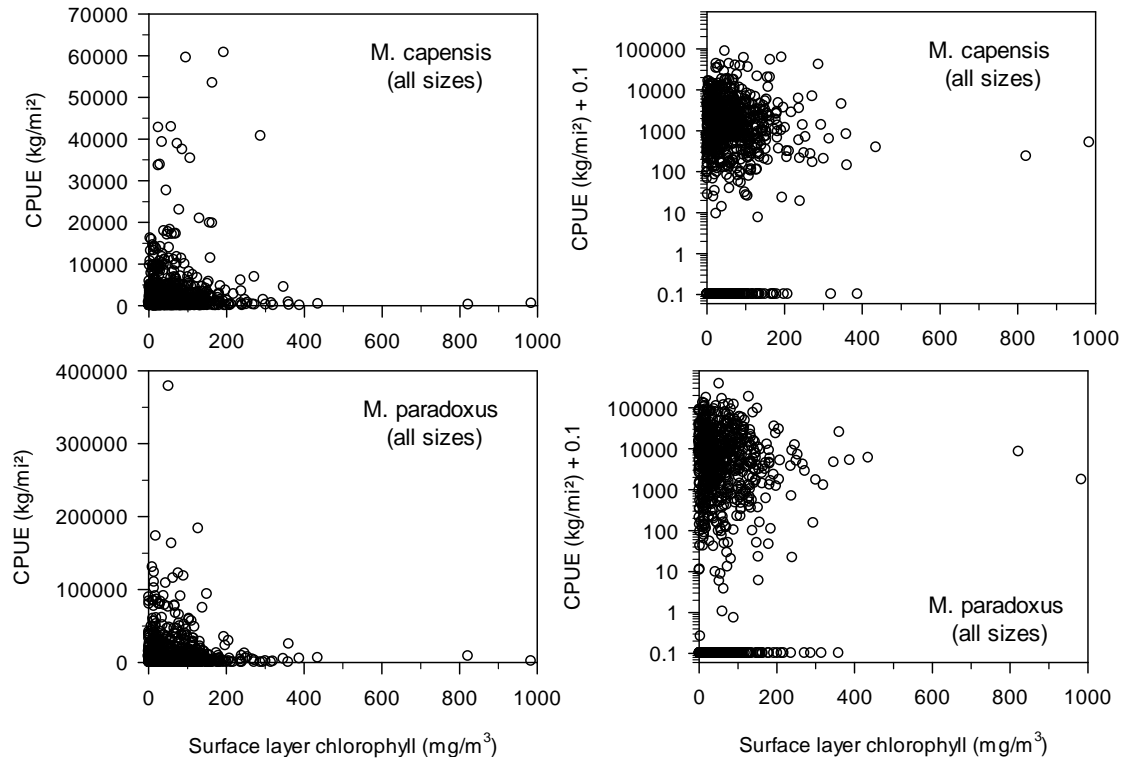 70000
60000
50000
40000
30000
20000
10000
0
CPUE (kg/mi²)
M. capensis
(all sizes)
0 200 400 600 800 1000
100000
10000
1000
100
10
1
0.1
CPUE (kg/mi²) + 0.1
M. capensis
(all sizes)
0 200 400 600 800 1000
400000
300000
200000
100000
0
CPUE (kg/mi²)
M. paradoxus
(all sizes)
0 200 400 600 800 1000
Surface layer chlorophyll (mg/m³)
100000
10000
1000
100
10
1
0.1
CPUE (kg/mi²) + 0.1
M. paradoxus
(all sizes)
0 200 400 600 800 1000
Surface layer chlorophyll (mg/m³)